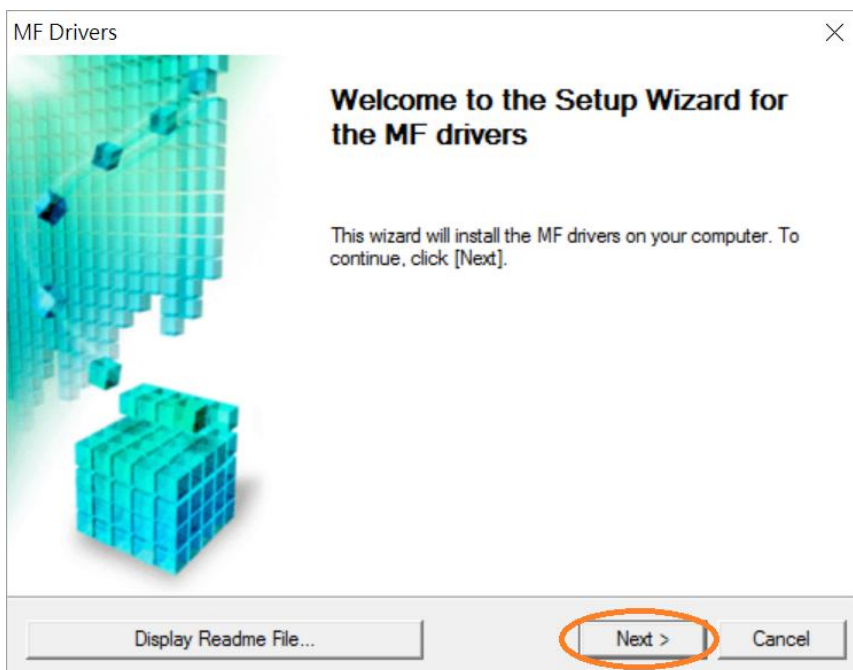 MF Drivers
Welcome to the Setup Wizard for
the MF drivers
This wizard will install the MF drivers on your computer. To
continue, click [Next].
Display Readme File...
Next >
Cancel